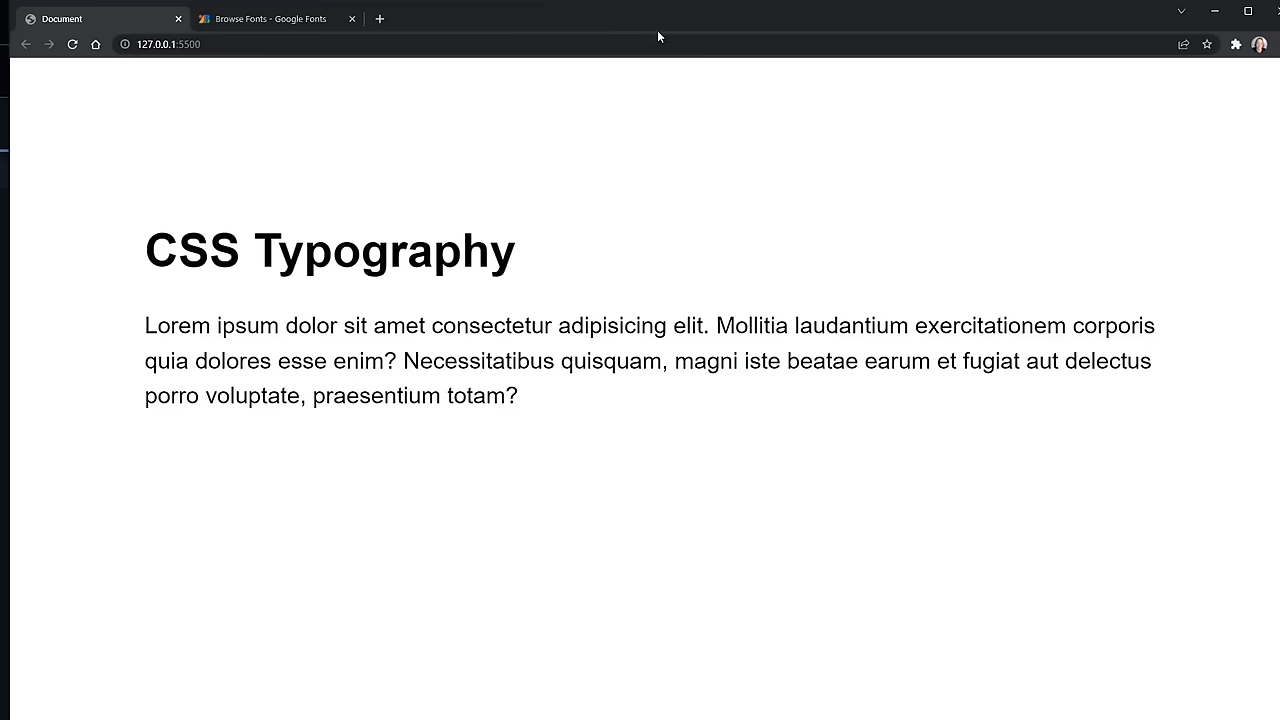 Document
Browse Fonts - Google Fonts
127.0.0.1:5500
CSS Typography
Lorem ipsum dolor sit amet consectetur adipisicing elit. Mollitia laudantium exercitationem corporis
quia dolores esse enim? Necessitatibus quisquam, magni iste beatae earum et fugiat aut delectus
porro voluptate, praesentium totam?